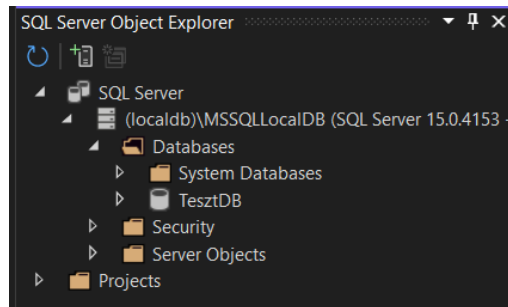 SQL Server Object Explorer
SQL Server
(localdb)\MSSQLLocalDB (SQL Server 15.0.4153 -
Databases
System Databases
TesztDB
Security
Server Objects
Projects